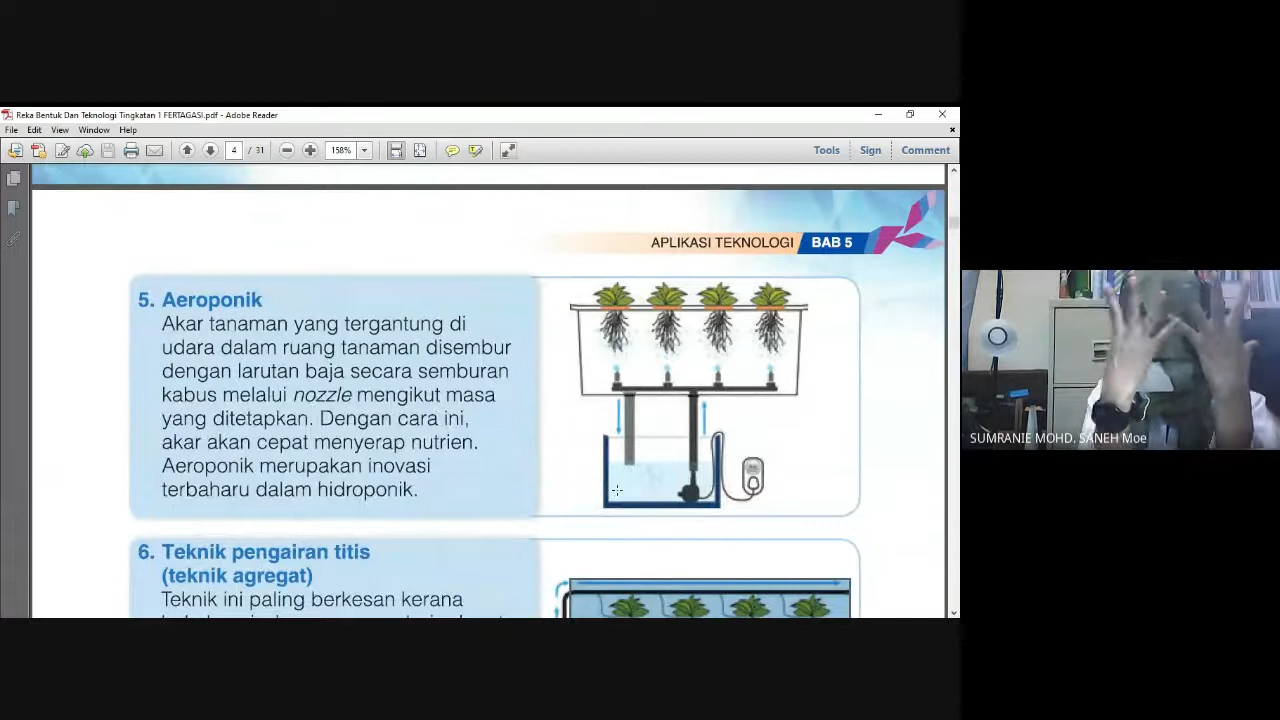 Reka Bentuk Dan Teknologi Tingkatan 1 FERTAGASI.pdf - Adobe Reader
File Edit View Window Help
4 / 31 158% Tools Sign Comment
APLIKASI TEKNOLOGI BAB 5
5. Aeroponik
Akar tanaman yang tergantung di
udara dalam ruang tanaman disembur
dengan larutan baja secara semburan
kabus melalui nozzle mengikut masa
yang ditetapkan. Dengan cara ini,
akar akan cepat menyerap nutrien.
Aeroponik merupakan inovasi
terbaharu dalam hidroponik.
6. Teknik pengairan titis
(teknik agregat)
Teknik ini paling berkesan kerana
SUMRANIE MOHD. SANEH Moe